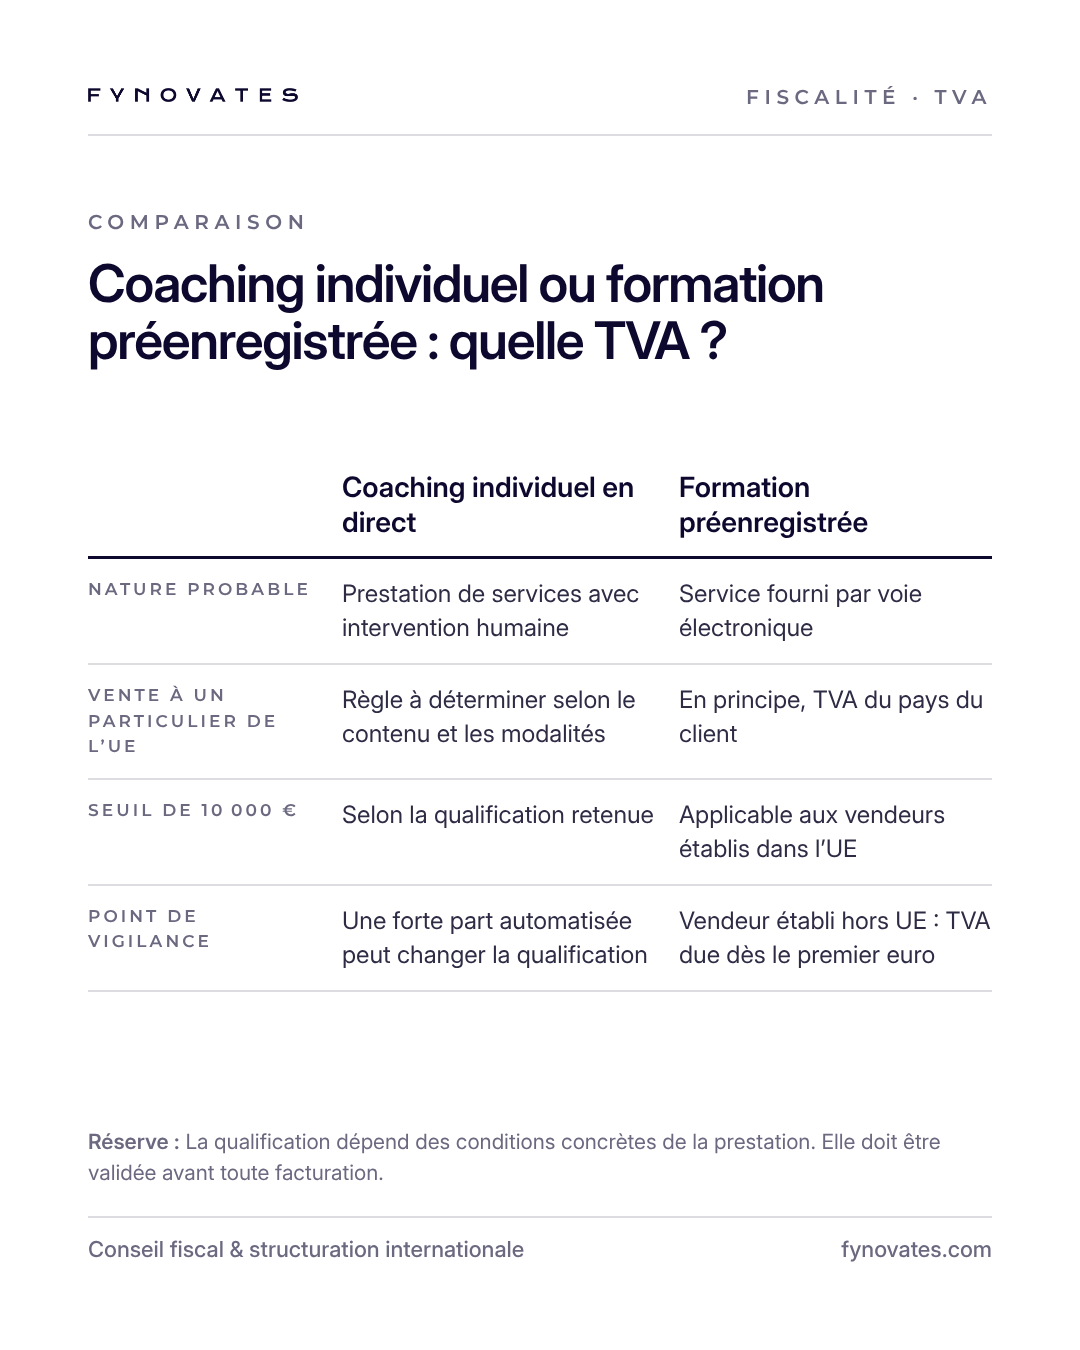 FYNOVATES
FISCALITÉ · TVA
COMPARAISON
Coaching individuel ou formation
préenregistrée : quelle TVA ?
Coaching individuel en
direct
Formation
préenregistrée
NATURE PROBABLE
Prestation de services avec
intervention humaine
Service fourni par voie
électronique
VENTE À UN
PARTICULIER DE
L’UE
Règle à déterminer selon le
contenu et les modalités
En principe, TVA du pays du
client
SEUIL DE 10 000 €
Selon la qualification retenue
Applicable aux vendeurs
établis dans l’UE
POINT DE
VIGILANCE
Une forte part automatisée
peut changer la qualification
Vendeur établi hors UE : TVA
due dès le premier euro
Réserve : La qualification dépend des conditions concrètes de la prestation. Elle doit être
validée avant toute facturation.
Conseil fiscal & structuration internationale
fynovates.com